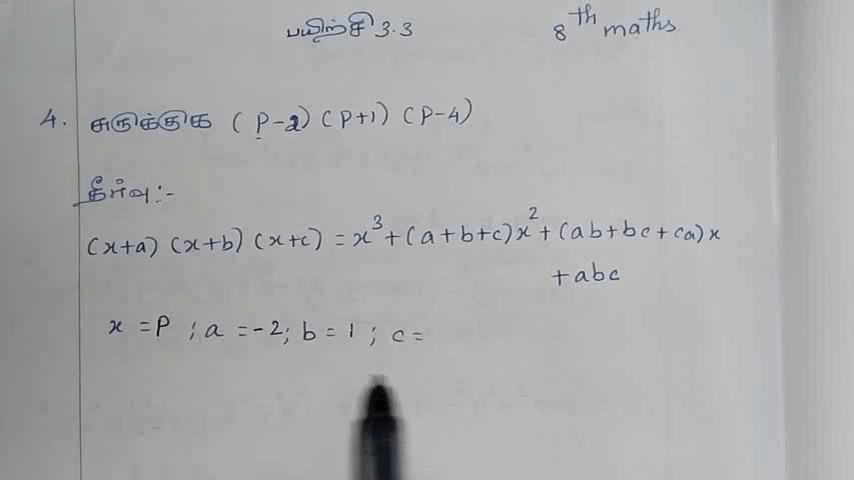 பயிற்சி 3.3 8th maths
4. சுருக்குக (P-2) (P+1) (P-4)
தீர்வு:-
(x+a) (x+b) (x+c) = x³+(a+b+c)x²+(ab+bc+ca)x
+abc
x =P ; a =-2; b = 1 ; c =